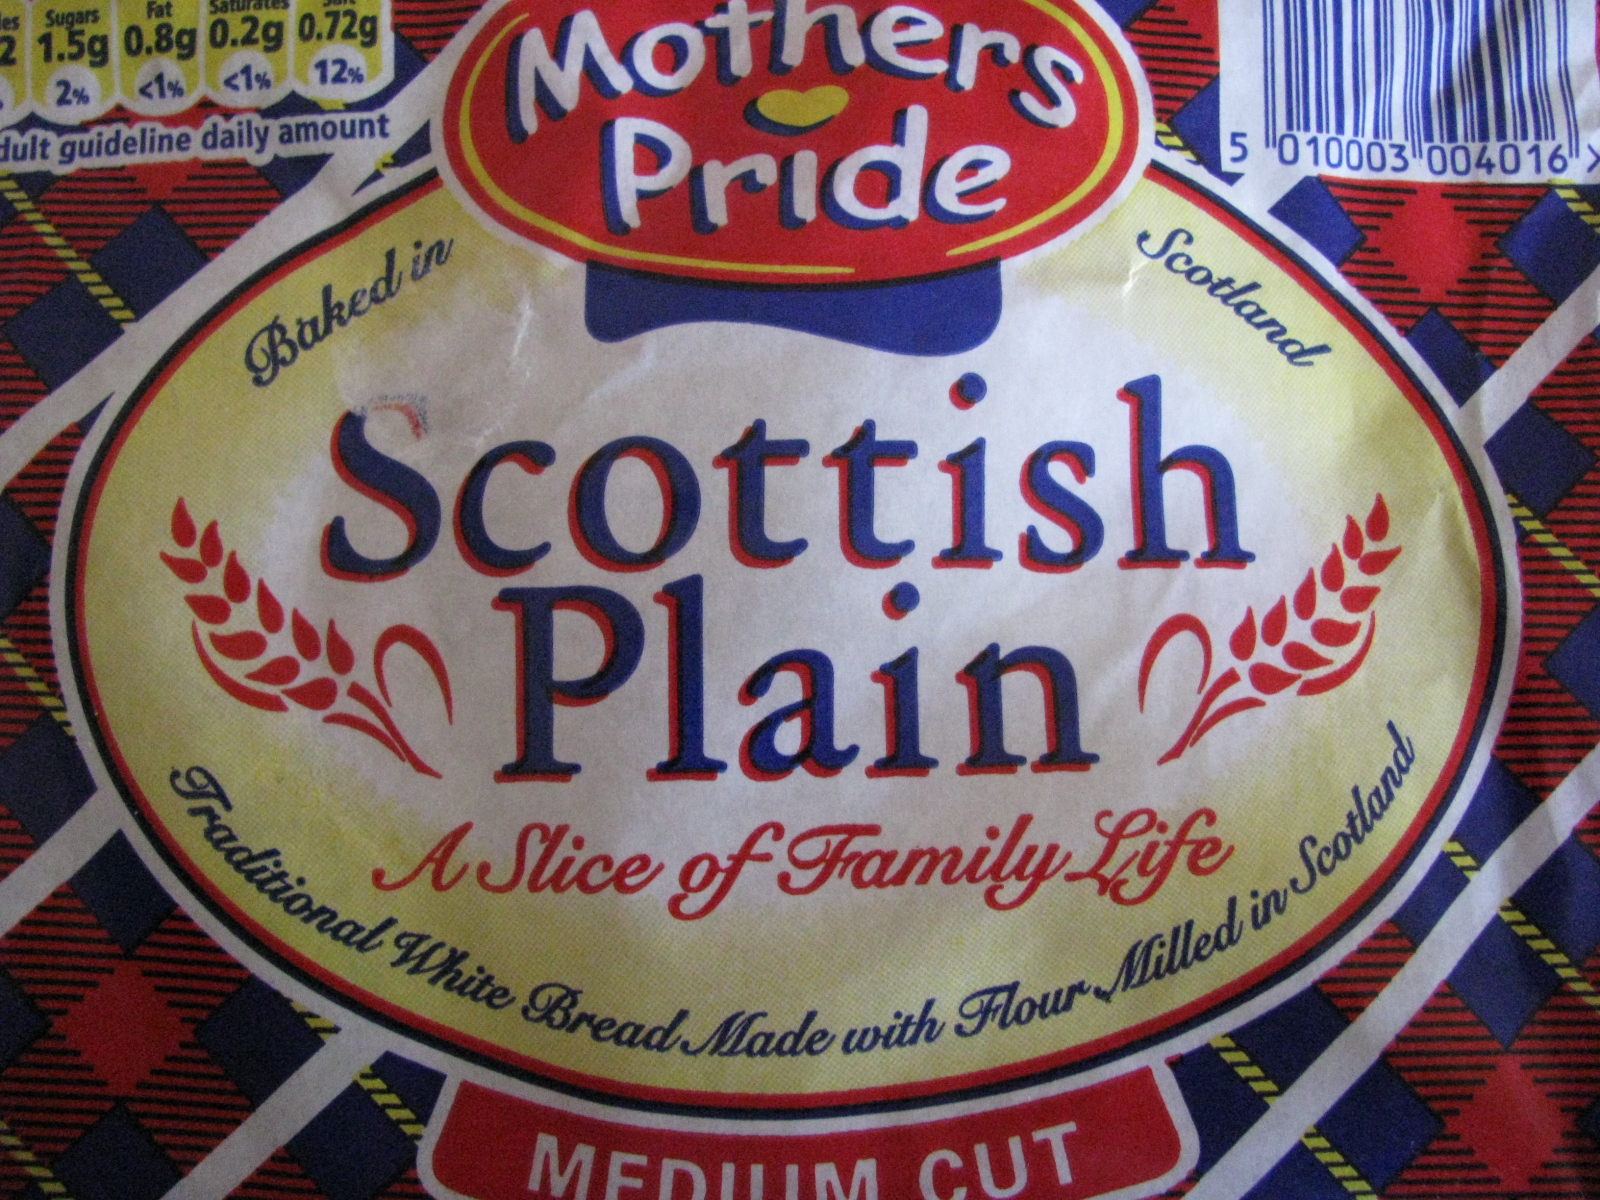 Sugars Fat Saturates Salt
1.5g 0.8g 0.2g 0.72g
2% <1% <1% 12%
guideline daily amount
Mothers
Pride
5 010003 004016 >
Baked in Scotland
Scottish
Plain
A Slice of Family Life
Traditional White Bread Made with Flour Milled in Scotland
MEDIUM CUT